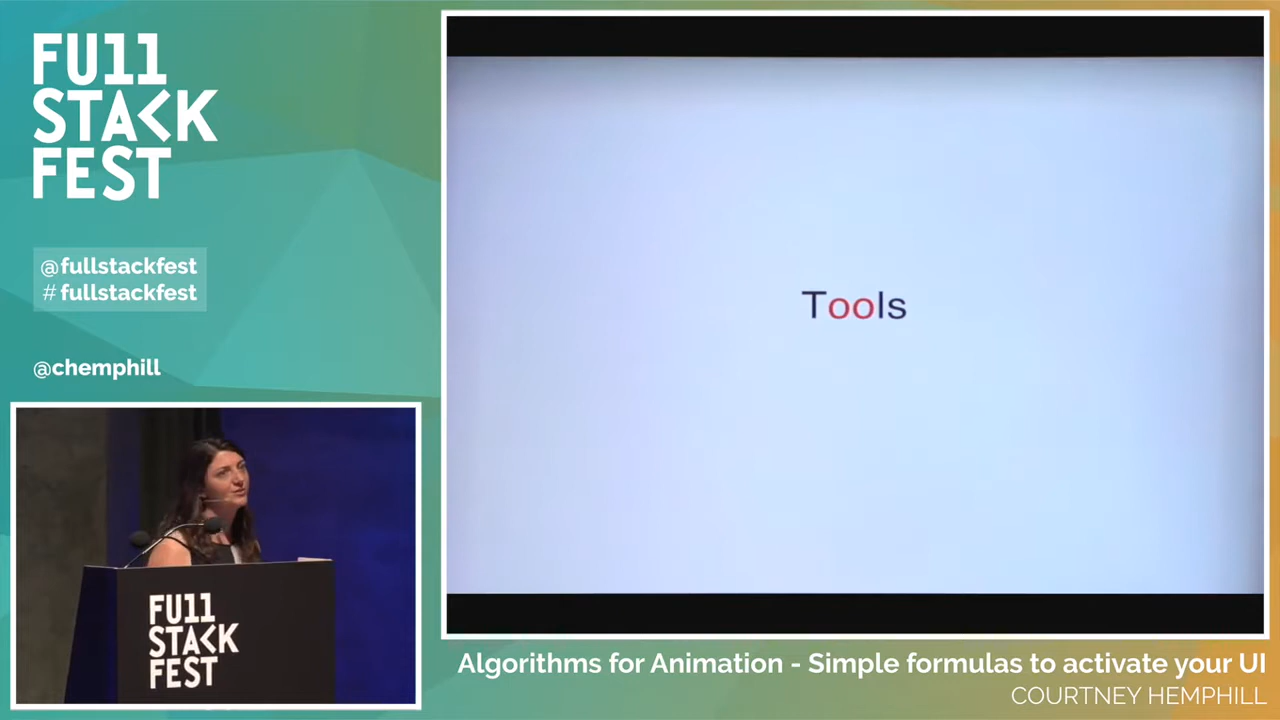 FU11
STACK
FEST
@fullstackfest
#fullstackfest
@chemphill
FU11
STACK
FEST
Tools
Algorithms for Animation - Simple formulas to activate your UI
COURTNEY HEMPHILL